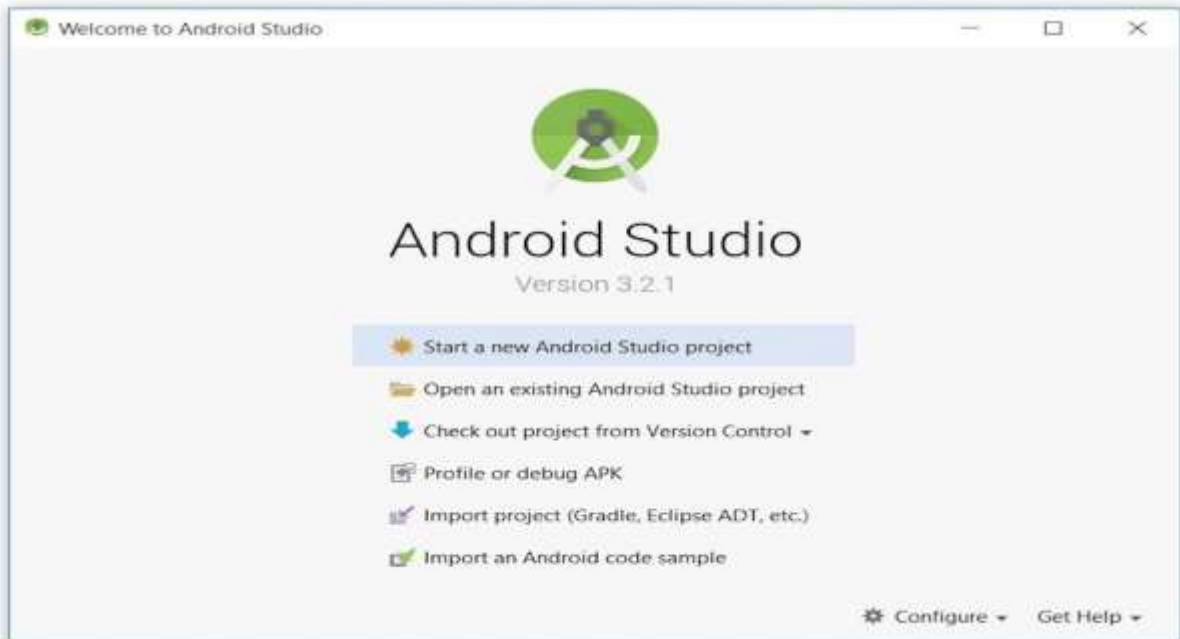 Welcome to Android Studio
Android Studio
Version 3.2.1
Start a new Android Studio project
Open an existing Android Studio project
Check out project from Version Control
Profile or debug APK
Import project (Gradle, Eclipse ADT, etc.)
Import an Android code sample
Configure Get Help